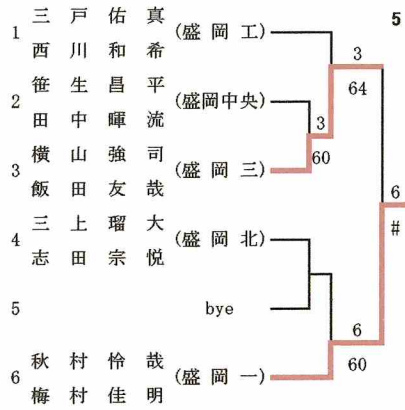 1 三戸佑真 (盛岡工)
西川和希
2 笹生昌平 (盛岡中央)
田中暉流
3 横山強司 (盛岡三)
飯田友哉
4 三上瑠大 (盛岡北)
志田宗悦
5 bye
6 秋村怜哉 (盛岡一)
梅村佳明
5
3
64
3
60
6
#
6
60